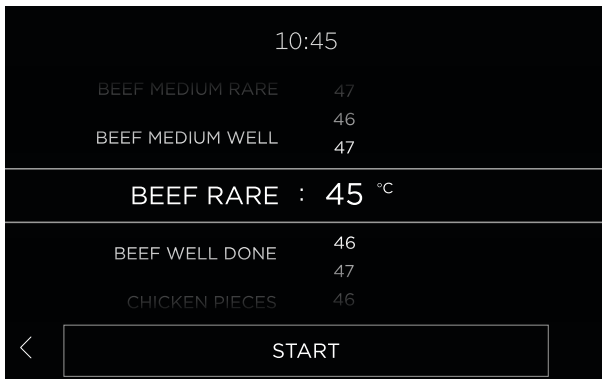 10:45
BEEF MEDIUM RARE 47
46
BEEF MEDIUM WELL
47
BEEF RARE : 45 °C
46
BEEF WELL DONE
47
CHICKEN PIECES 46
< START